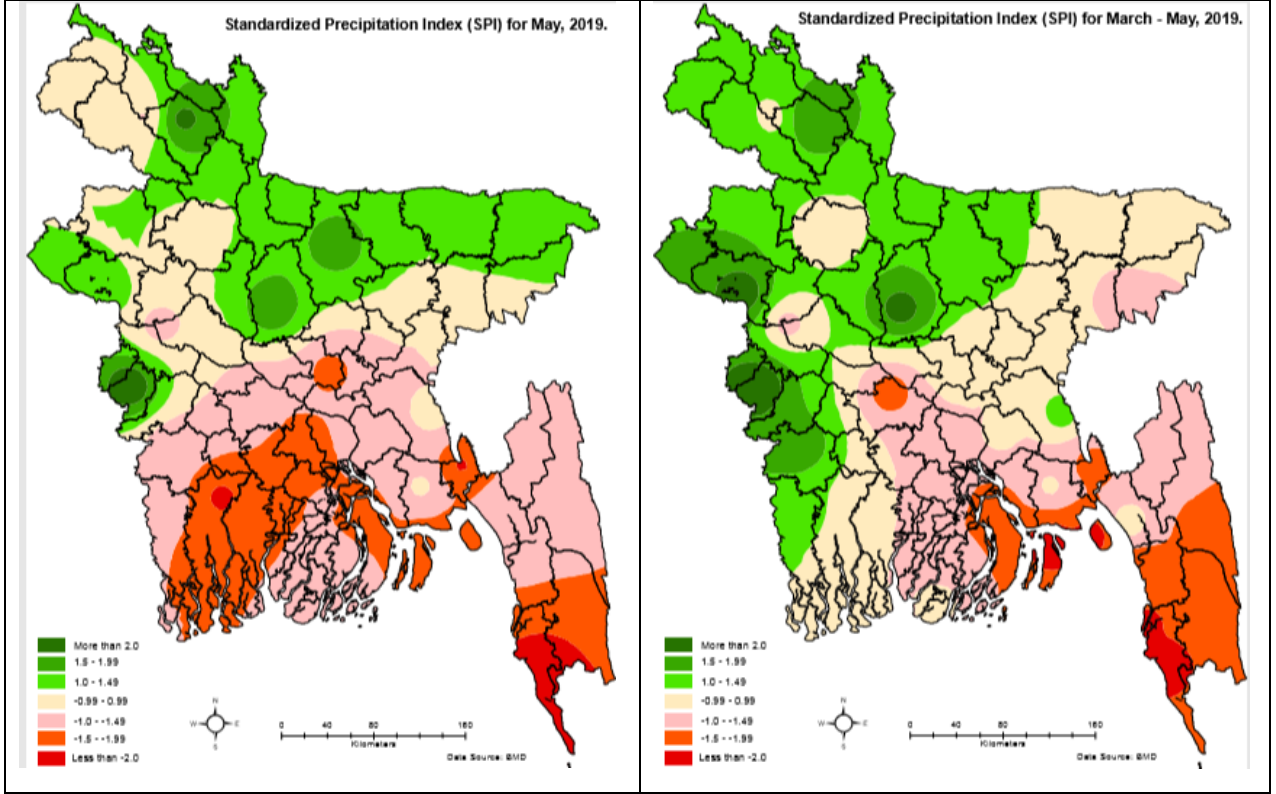 Standardized Precipitation Index (SPI) for May, 2019.
More than 2.0
1.5 - 1.99
1.0 - 1.49
-0.99 - 0.99
-1.0 - -1.49
-1.5 - -1.99
Less than -2.0
N
W E
S
0 40 80 160
Kilometers
Data Source: BMD
Standardized Precipitation Index (SPI) for March - May, 2019.
More than 2.0
1.5 - 1.99
1.0 - 1.49
-0.99 - 0.99
-1.0 - -1.49
-1.5 - -1.99
Less than -2.0
N
W E
S
0 40 80 160
Kilometers
Data Source: BMD